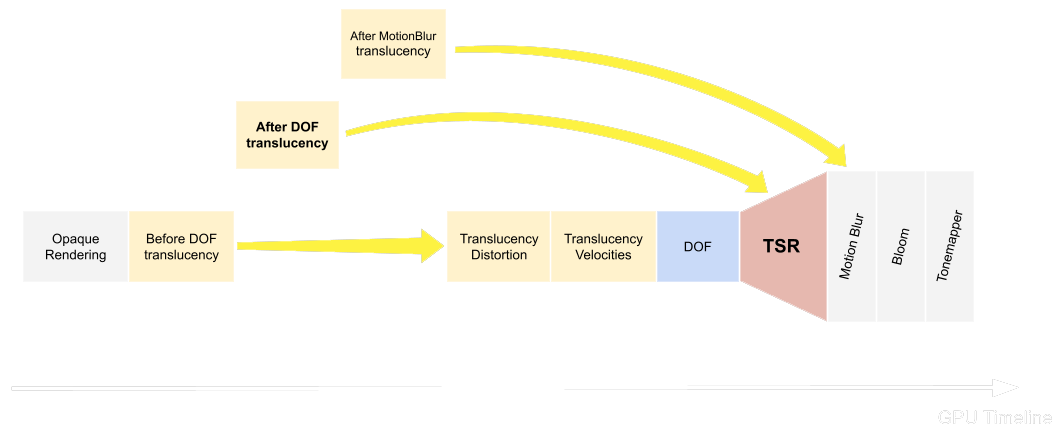 After MotionBlur
translucency
After DOF
translucency
Opaque
Rendering
Before DOF
translucency
Translucency
Distortion
Translucency
Velocities
DOF
TSR
Motion Blur
Bloom
Tonemapper
GPU Timeline